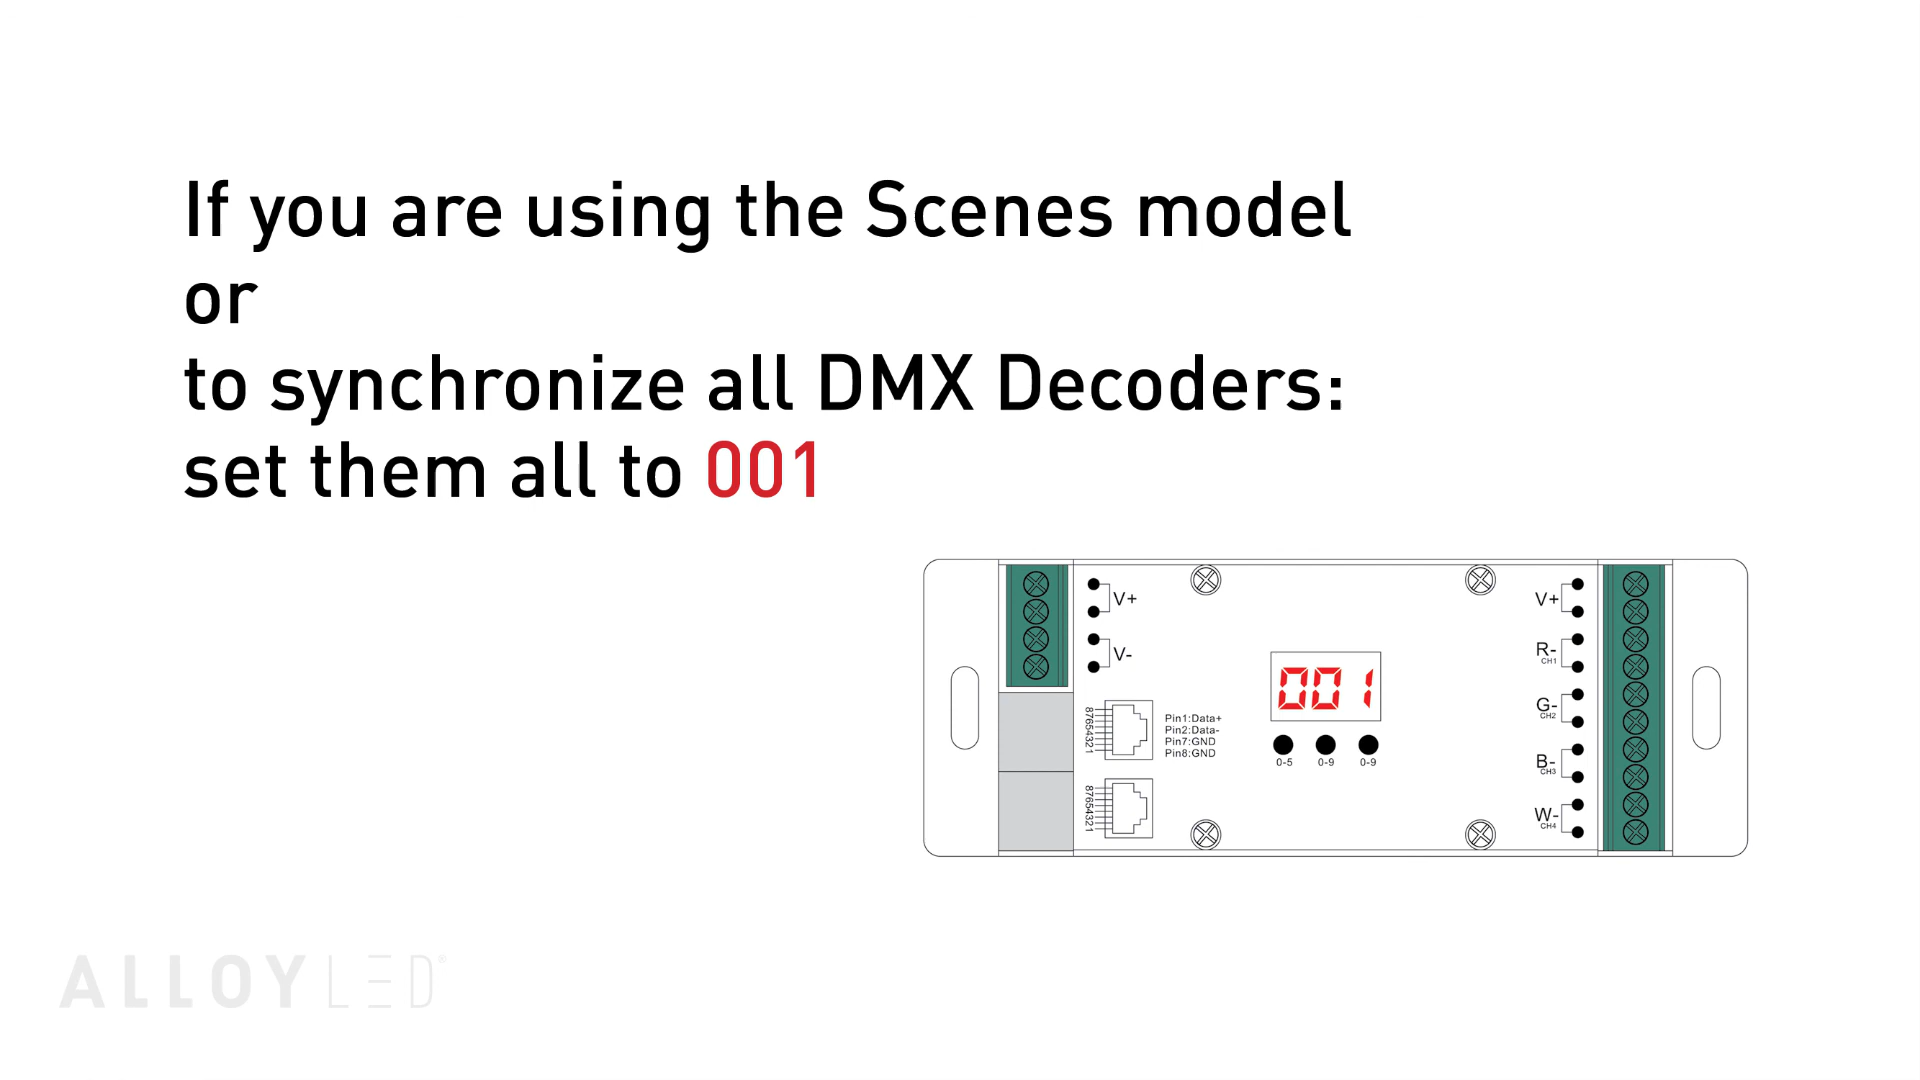 If you are using the Scenes model
or
to synchronize all DMX Decoders:
set them all to 001
V+
V-
87654321
Pin1:Data+
Pin2:Data-
Pin7:GND
Pin8:GND
87654321
001
0-5 0-9 0-9
V+
R-
CH1
G-
CH2
B-
CH3
W-
CH4
ALLOYLED®